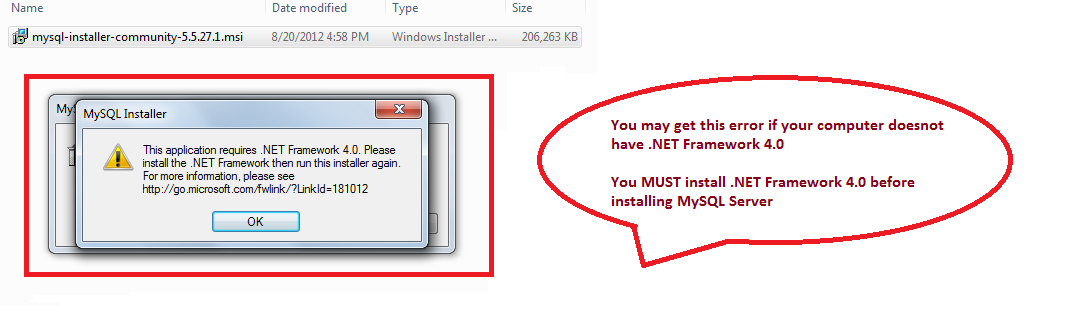 Name Date modified Type Size
mysql-installer-community-5.5.27.1.msi 8/20/2012 4:58 PM Windows Installer ... 206,263 KB
MySQL Installer
This application requires .NET Framework 4.0. Please
install the .NET Framework then run this installer again.
For more infomation, please see
http://go.microsoft.com/fwlink/?LinkId=181012
OK
You may get this error if your computer doesnot
have .NET Framework 4.0
You MUST install .NET Framework 4.0 before
installing MySQL Server